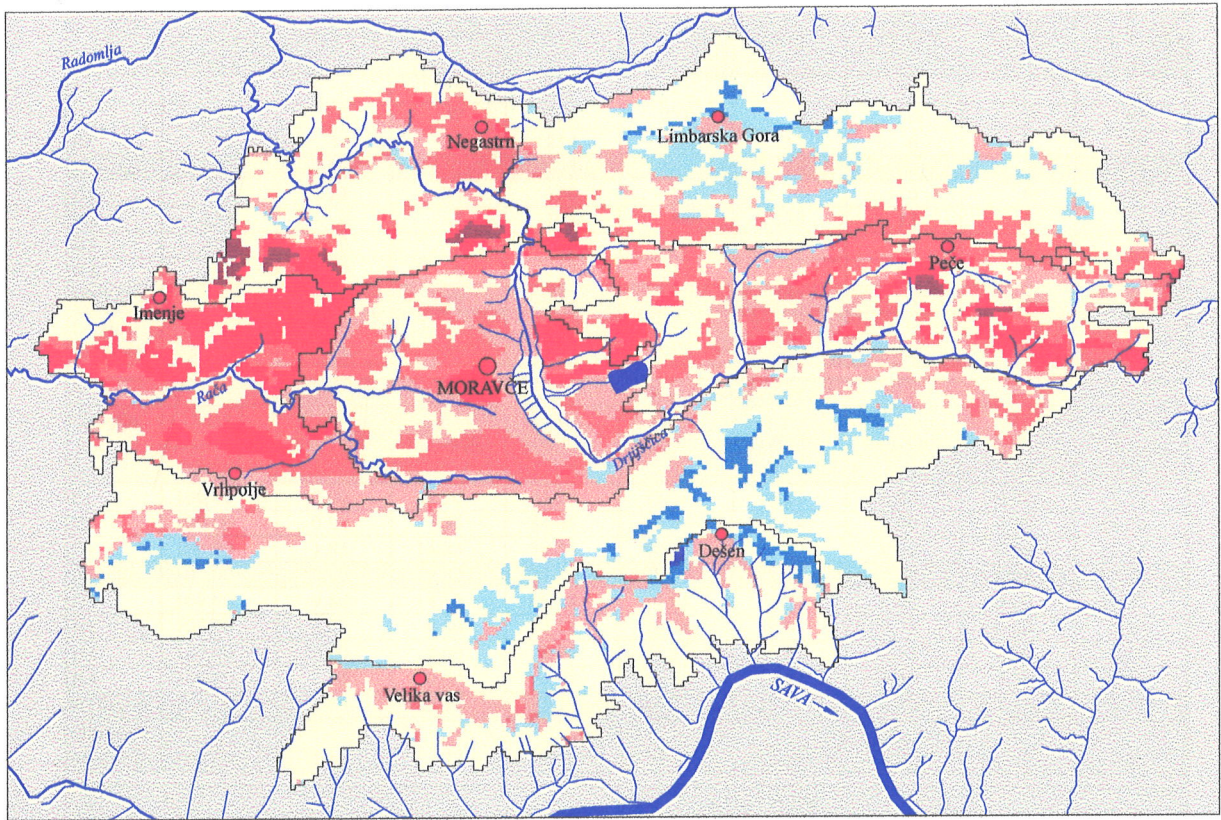 Radomlja
Negastrn
Limbarska Gora
Peče
Imenje
MORAVČE
Rača
Drtijščica
Vrhpolje
Dešen
Velika vas
SAVA